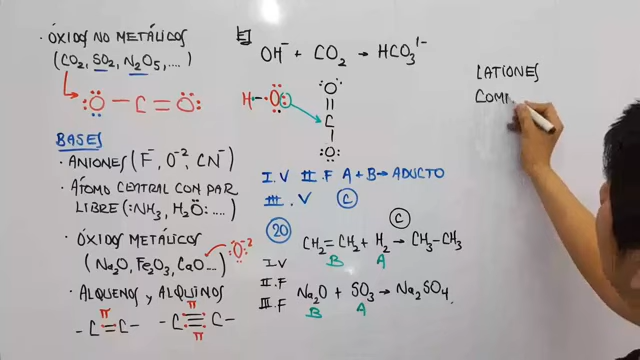 • ÓXIDOS NO METÁLICOS
(CO₂, SO₂, N₂O₅, ....)
O — C = O
BASES
• ANIONES (F⁻, O⁻², CN⁻)
• ÁTOMO CENTRAL CON PAR
LIBRE (:NH₃, H₂Ö: ....)
• ÓXIDOS METÁLICOS
O⁻²
(Na₂O, Fe₂O₃, CaO...)
• ALQUENOS y ALQUINOS
π
– C = C –
π
– C ≡ C –
π
E
OH⁻ + CO₂ → HCO₃¹⁻
H – O
O
C
O
I. V II. F A + B → ADUCTO
III. V C
20
C
CH₂ = CH₂ + H₂ → CH₃ – CH₃
I. V B A
II. F
III. F Na₂O + SO₃ → Na₂SO₄.
B A
CATIONES
COM